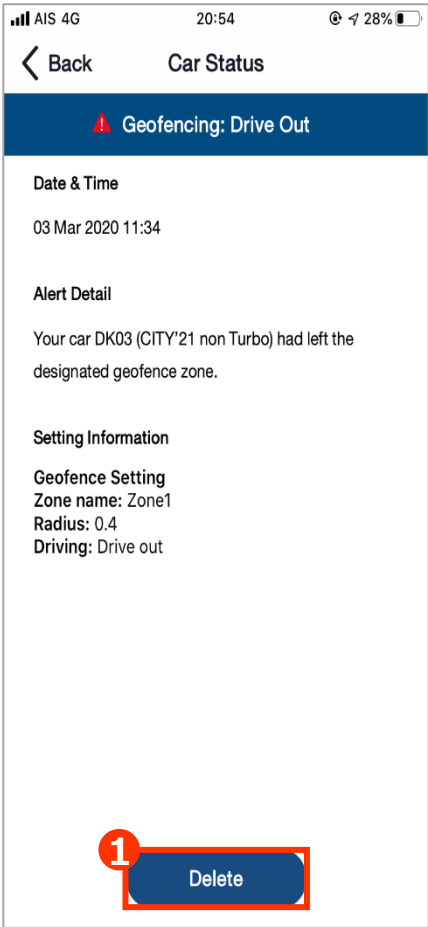 AIS 4G 20:54 28%
Back Car Status
Geofencing: Drive Out
Date & Time
03 Mar 2020 11:34
Alert Detail
Your car DK03 (CITY'21 non Turbo) had left the
designated geofence zone.
Setting Information
Geofence Setting
Zone name: Zone1
Radius: 0.4
Driving: Drive out
1
Delete